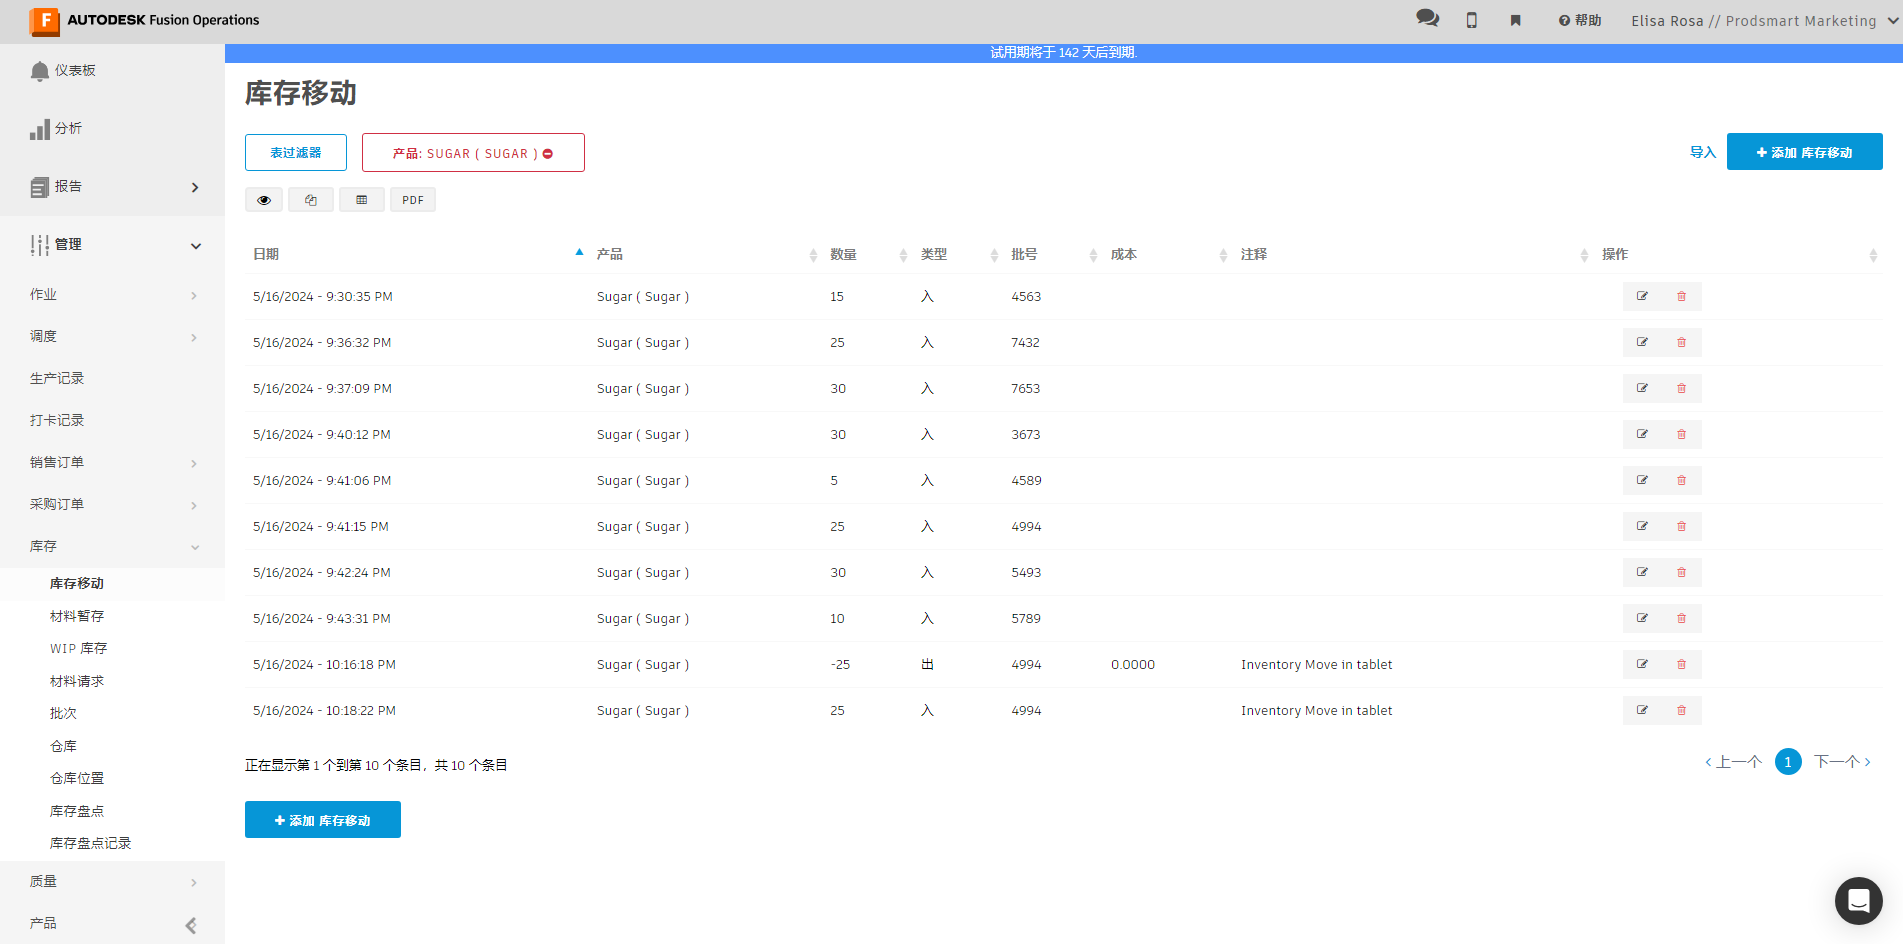 F AUTODESK Fusion Operations
帮助
Elisa Rosa // Prodsmart Marketing
试用期将于 142 天后到期.
仪表板
分析
报告
管理
作业
调度
生产记录
打卡记录
销售订单
采购订单
库存
库存移动
材料暂存
WIP 库存
材料请求
批次
仓库
仓库位置
库存盘点
库存盘点记录
质量
产品
库存移动
表过滤器
产品: SUGAR ( SUGAR )
导入
添加 库存移动
PDF
日期 产品 数量 类型 批号 成本 注释 操作
5/16/2024 - 9:30:35 PM Sugar ( Sugar ) 15 入 4563
5/16/2024 - 9:36:32 PM Sugar ( Sugar ) 25 入 7432
5/16/2024 - 9:37:09 PM Sugar ( Sugar ) 30 入 7653
5/16/2024 - 9:40:12 PM Sugar ( Sugar ) 30 入 3673
5/16/2024 - 9:41:06 PM Sugar ( Sugar ) 5 入 4589
5/16/2024 - 9:41:15 PM Sugar ( Sugar ) 25 入 4994
5/16/2024 - 9:42:24 PM Sugar ( Sugar ) 30 入 5493
5/16/2024 - 9:43:31 PM Sugar ( Sugar ) 10 入 5789
5/16/2024 - 10:16:18 PM Sugar ( Sugar ) -25 出 4994 0.0000 Inventory Move in tablet
5/16/2024 - 10:18:22 PM Sugar ( Sugar ) 25 入 4994 Inventory Move in tablet
正在显示第 1 个到第 10 个条目，共 10 个条目
上一个 1 下一个
添加 库存移动